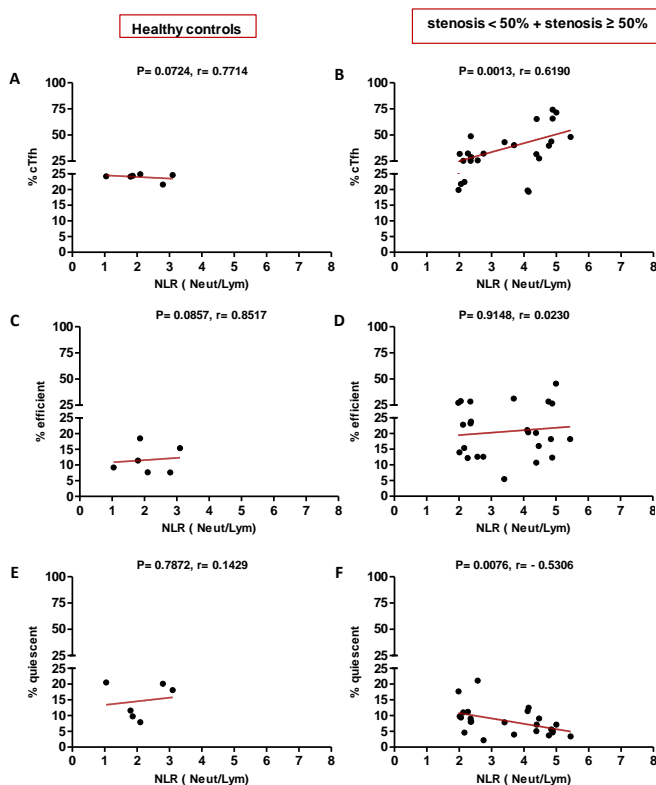 Healthy controls
stenosis < 50% + stenosis ≥ 50%
A
P= 0.0724, r= 0.7714
% cTfh
100
75
50
25
25
20
15
10
5
0
0 1 2 3 4 5 6 7 8
NLR ( Neut/Lym)
B
P= 0.0013, r= 0.6190
% cTfh
100
75
50
25
25
20
15
10
5
0
0 1 2 3 4 5 6 7 8
NLR ( Neut/Lym)
C
P= 0.0857, r= 0.8517
% efficient
100
75
50
25
25
20
15
10
5
0
0 1 2 3 4 5 6 7 8
NLR ( Neut/Lym)
D
P= 0.9148, r= 0.0230
% efficient
100
75
50
25
25
20
15
10
5
0
0 1 2 3 4 5 6 7 8
NLR ( Neut/Lym)
E
P= 0.7872, r= 0.1429
% quiescent
100
75
50
25
25
20
15
10
5
0
0 1 2 3 4 5 6 7 8
NLR ( Neut/Lym)
F
P= 0.0076, r= - 0.5306
% quiescent
100
75
50
25
25
20
15
10
5
0
0 1 2 3 4 5 6 7 8
NLR ( Neut/Lym)